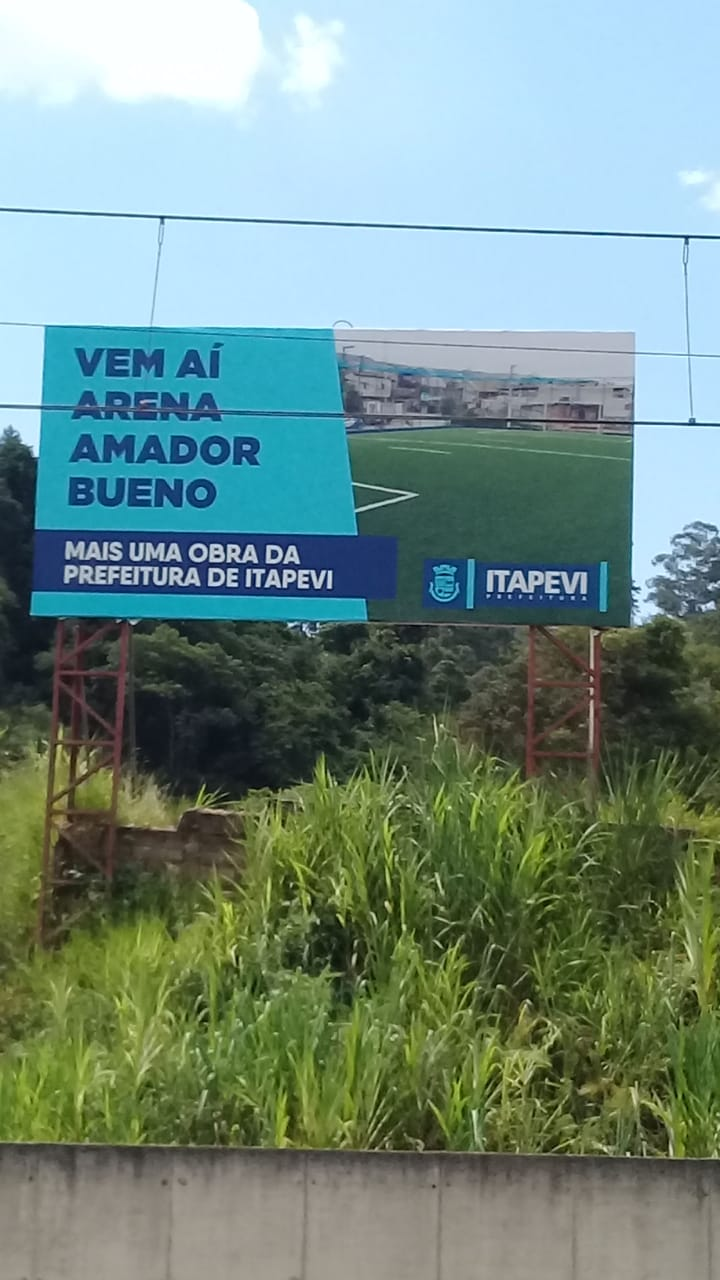 VEM AÍ
ARENA
AMADOR
BUENO
MAIS UMA OBRA DA
PREFEITURA DE ITAPEVI
ITAPEVI
PREFEITURA